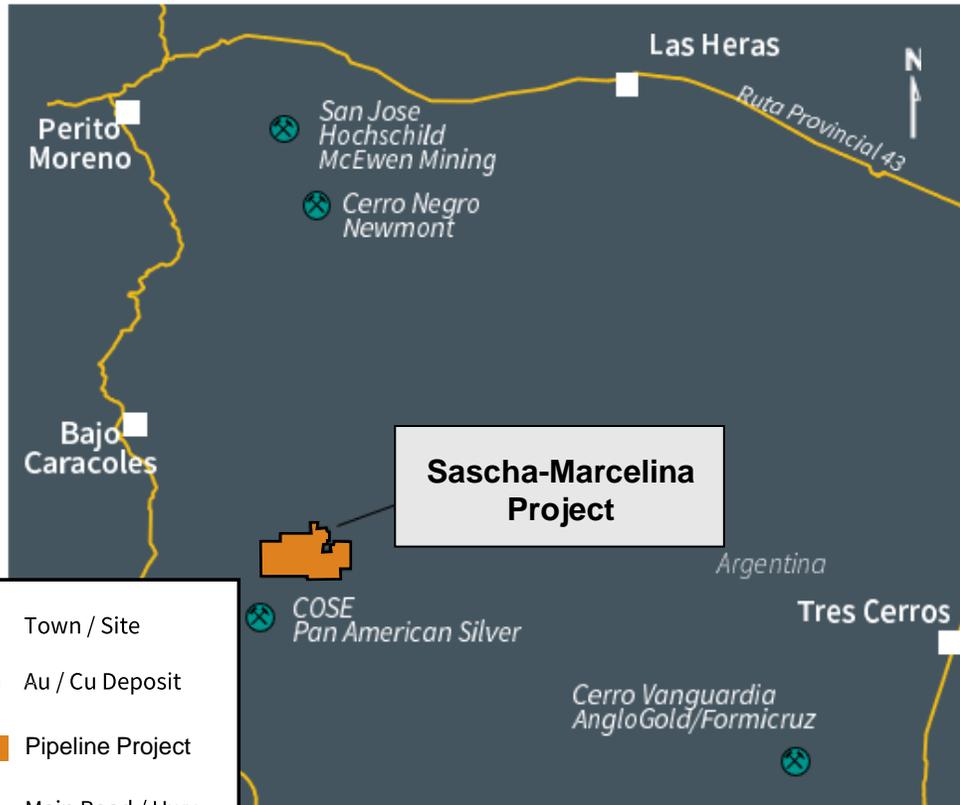 Las Heras
N
Ruta Provincial 43
San Jose
Hochschild
McEwen Mining
Perito
Moreno
Cerro Negro
Newmont
Bajo
Caracoles
Sascha-Marcelina
Project
Argentina
COSE
Pan American Silver
Tres Cerros
Town / Site
Au / Cu Deposit
Cerro Vanguardia
AngloGold/Formicruz
Pipeline Project
Main Road /